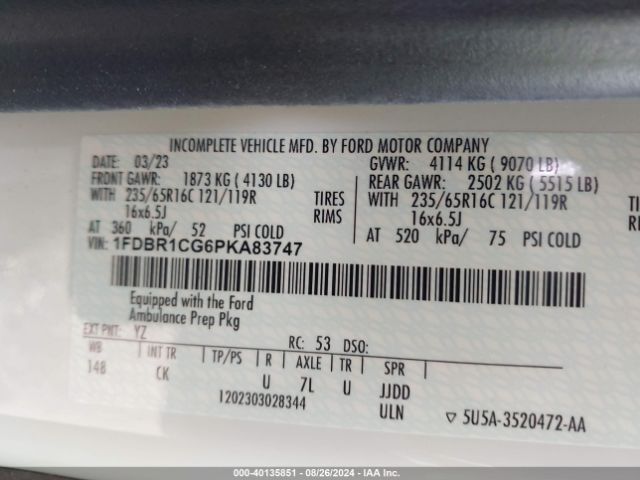 INCOMPLETE VEHICLE MFD. BY FORD MOTOR COMPANY
DATE: 03/23 GVWR: 4114 KG ( 9070 LB)
FRONT GAWR: 1873 KG ( 4130 LB) REAR GAWR: 2502 KG ( 5515 LB)
WITH 235/65R16C 121/119R TIRES WITH 235/65R16C 121/119R
16x6.5J RIMS 16x6.5J
AT 360 kPa/ 52 PSI COLD AT 520 kPa/ 75 PSI COLD
VIN: 1FDBR1CG6PKA83747
Equipped with the Ford
Ambulance Prep Pkg
EXT PNT: YZ RC: 53 DSO:
WB INT TR TP/PS R AXLE TR SPR
148 CK U 7L U JJDD
1202303028344 ULN ▽ 5U5A-3520472-AA
000-40135851 | 08/26/2024 | IAA Inc.